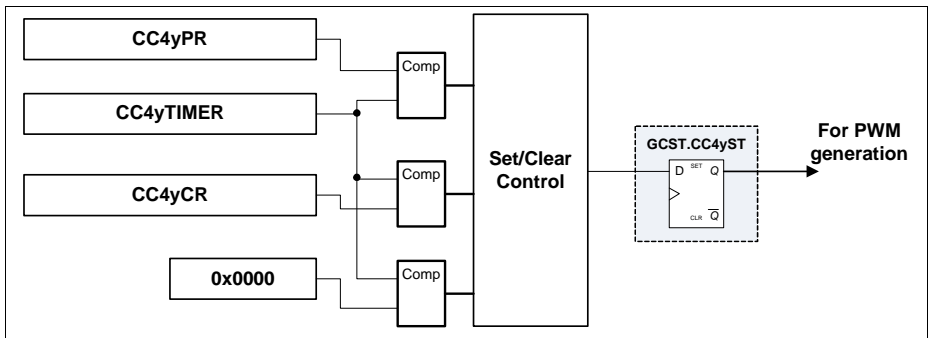 CC4yPR
Comp
CC4yTIMER
Comp
CC4yCR
Comp
0x0000
Set/Clear
Control
GCST.CC4yST
D SET Q
CLR Q
For PWM
generation